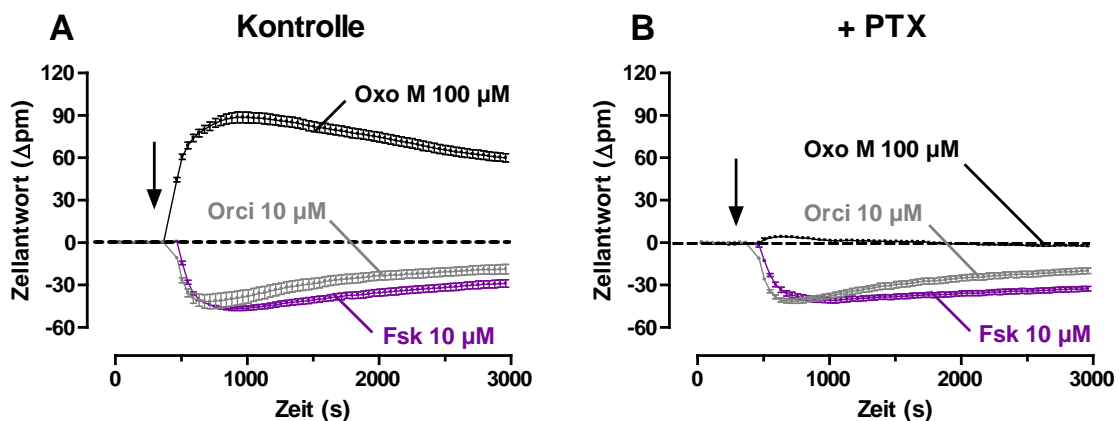 A
Kontrolle
Zellantwort (Δpm)
120
90
60
30
0
-30
-60
Oxo M 100 µM
Orci 10 µM
Fsk 10 µM
0
1000
2000
3000
Zeit (s)
B
+ PTX
Zellantwort (Δpm)
120
90
60
30
0
-30
-60
Oxo M 100 µM
Orci 10 µM
Fsk 10 µM
0
1000
2000
3000
Zeit (s)